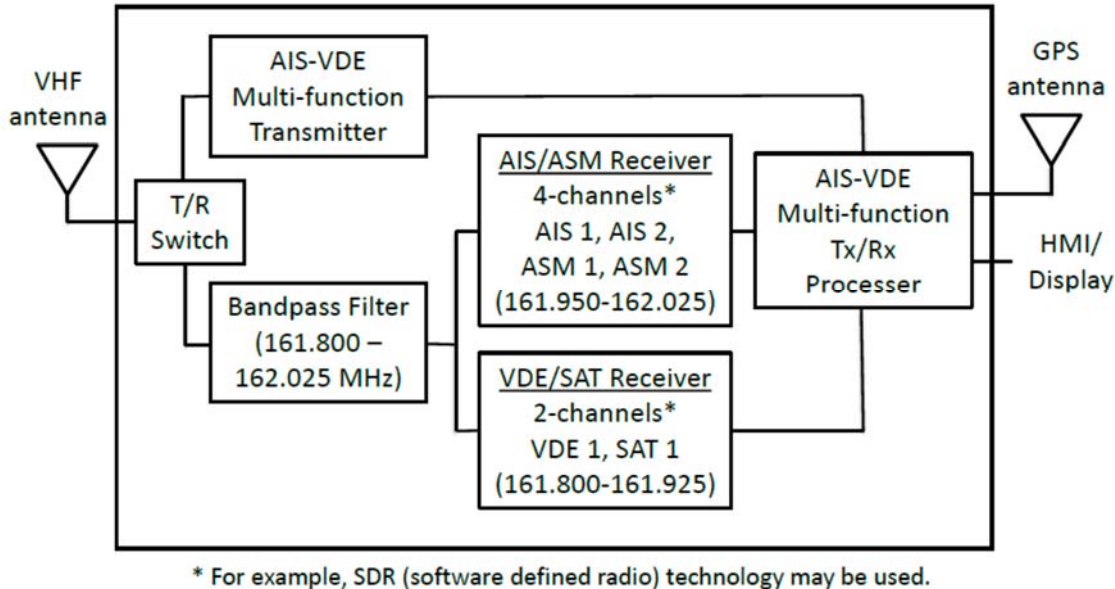 VHF
antenna
AIS-VDE
Multi-function
Transmitter
T/R
Switch
Bandpass Filter
(161.800 –
162.025 MHz)
AIS/ASM Receiver
4-channels*
AIS 1, AIS 2,
ASM 1, ASM 2
(161.950-162.025)
VDE/SAT Receiver
2-channels*
VDE 1, SAT 1
(161.800-161.925)
AIS-VDE
Multi-function
Tx/Rx
Processer
GPS
antenna
HMI/
Display
* For example, SDR (software defined radio) technology may be used.